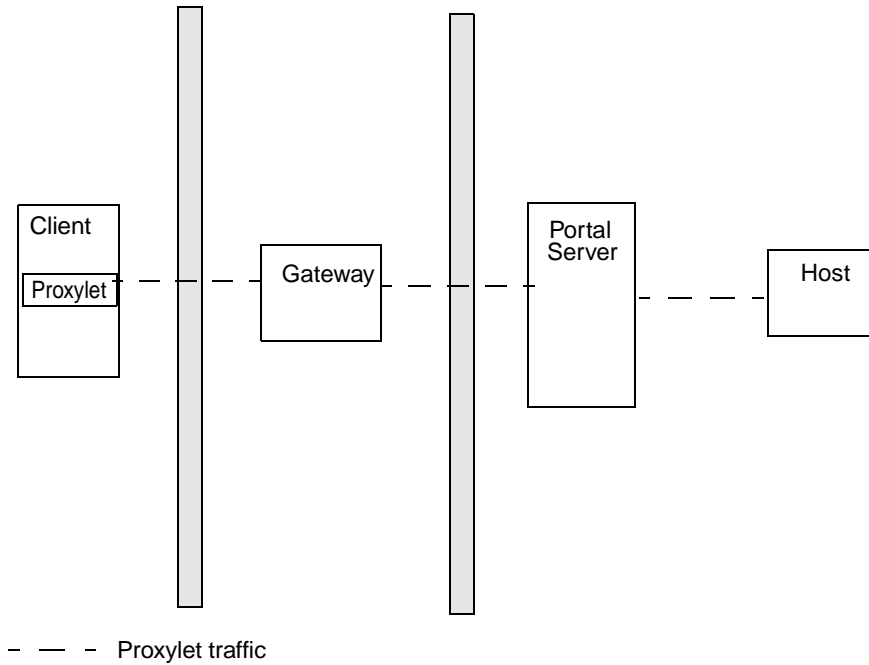 Client
Proxylet
Gateway
Portal
Server
Host
Proxylet traffic